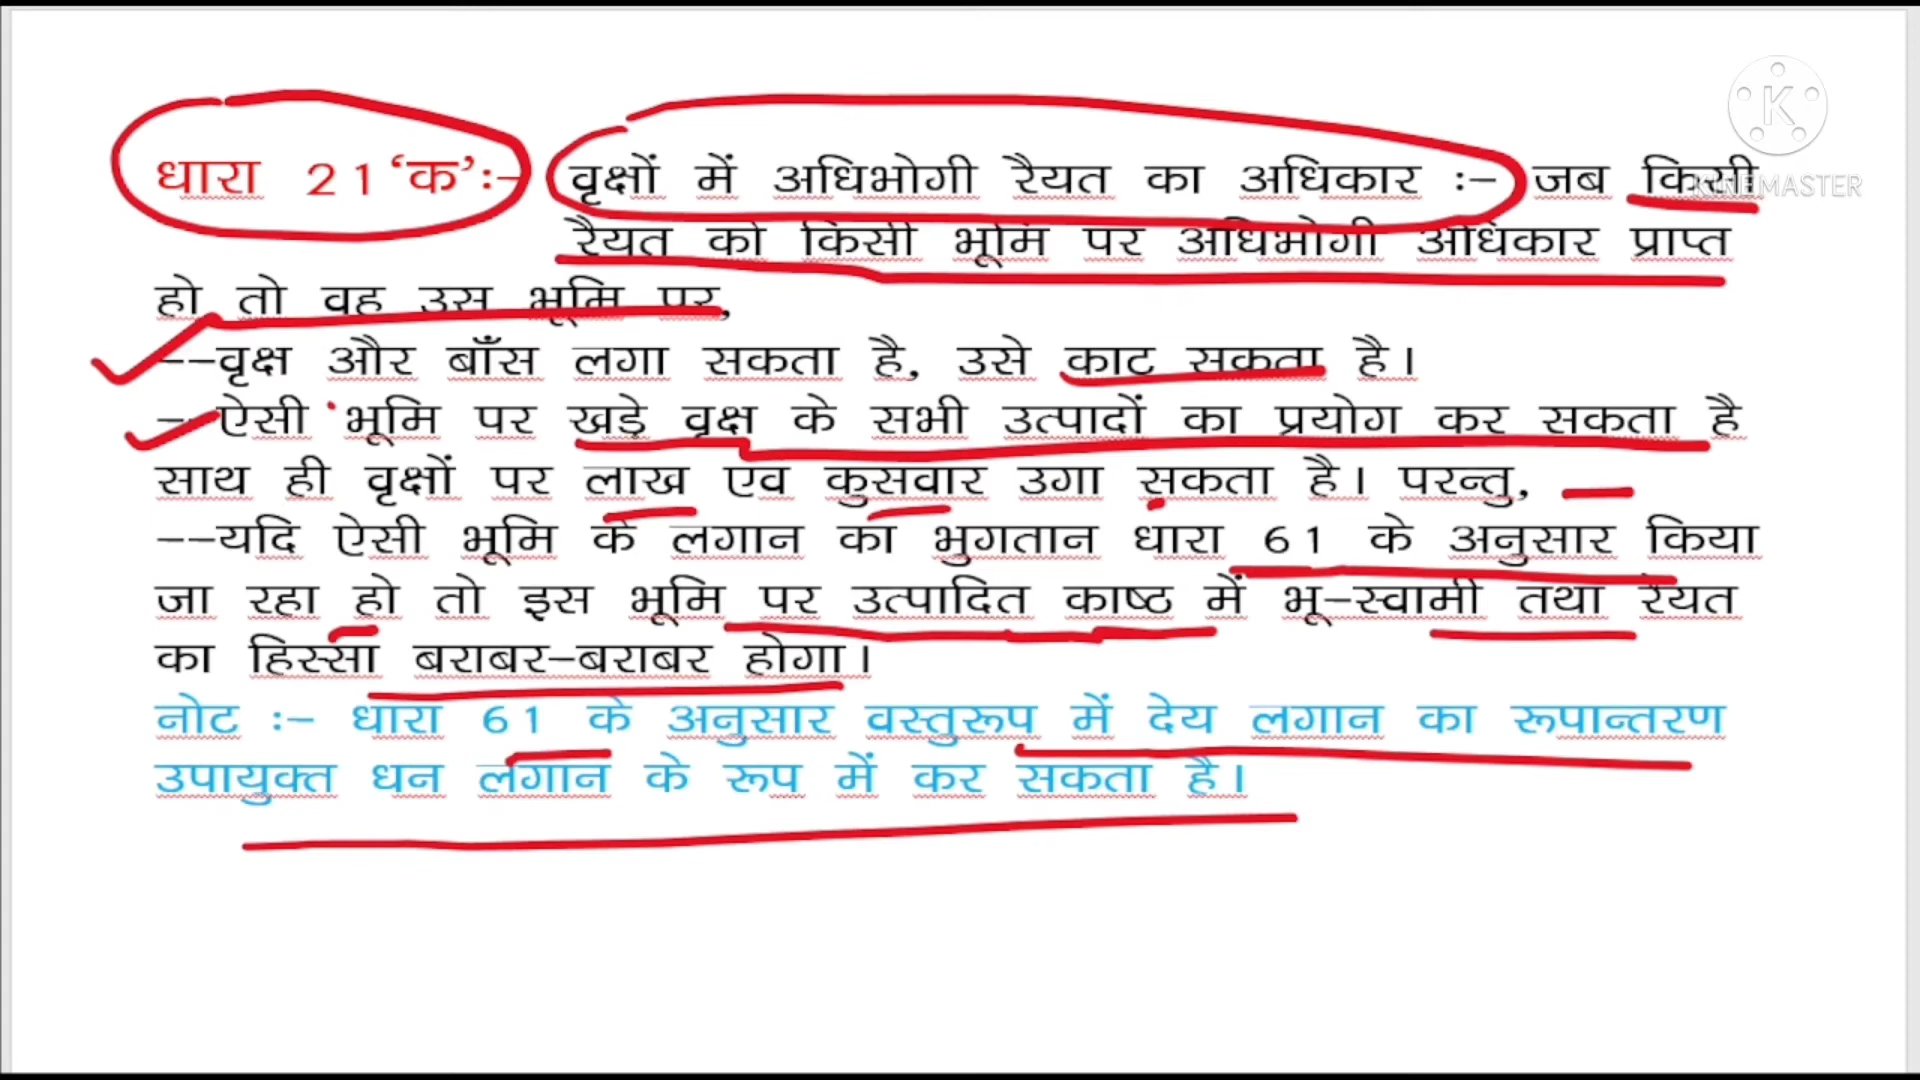 धारा 21‘क’ः- वृक्षों में अधिभोगी रैयत का अधिकार ः- जब किसी
रैयत को किसी भूमि पर अधिभोगी अधिकार प्राप्त
हो तो वह उस भूमि पर,
--वृक्ष और बाँस लगा सकता है, उसे काट सकता है।
--ऐसी भूमि पर खड़े वृक्ष के सभी उत्पादों का प्रयोग कर सकता है
साथ ही वृक्षों पर लाख एव कुसवार उगा सकता है। परन्तु,
--यदि ऐसी भूमि के लगान का भुगतान धारा 61 के अनुसार किया
जा रहा हो तो इस भूमि पर उत्पादित काष्ठ में भू-स्वामी तथा रैयत
का हिस्सा बराबर-बराबर होगा।
नोट ः- धारा 61 के अनुसार वस्तुरूप में देय लगान का रूपान्तरण
उपायुक्त धन लगान के रूप में कर सकता है।
K
KINEMASTER